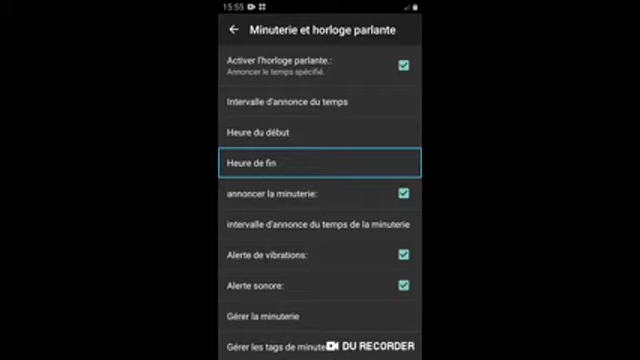 15:55
Minuterie et horloge parlante
Activer l'horloge parlante.:
Annoncer le temps spécifié.
Intervalle d'annonce du temps
Heure du début
Heure de fin
annoncer la minuterie:
intervalle d'annonce du temps de la minuterie
Alerte de vibrations:
Alerte sonore:
Gérer la minuterie
Gérer les tags de minute
DU RECORDER